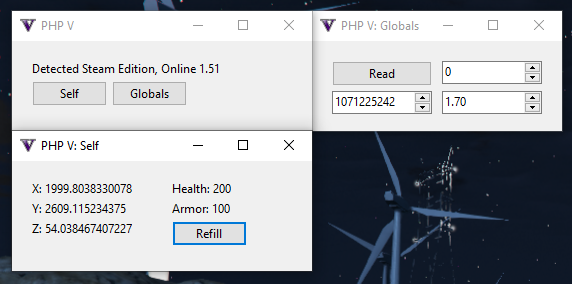 PHP V
Detected Steam Edition, Online 1.51
Self Globals
PHP V: Globals
Read 0
1071225242 1.70
PHP V: Self
X: 1999.8038330078 Health: 200
Y: 2609.115234375 Armor: 100
Z: 54.038467407227 Refill